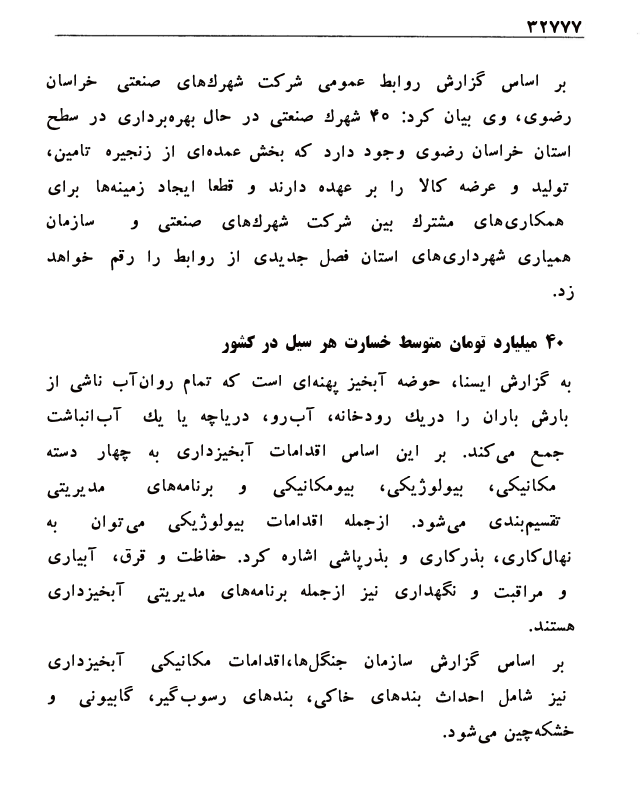 ۳۲۷۷۷
بر اساس گزارش روابط عمومی شرکت شهرك‌های صنعتی خراسان
رضوی، وی بیان کرد: ۴۰ شهرك صنعتی در حال بهره‌برداری در سطح
استان خراسان رضوی وجود دارد که بخش عمده‌ای از زنجیره تامین،
تولید و عرضه کالا را بر عهده دارند و قطعا ایجاد زمینه‌ها برای
همکاری‌های مشترك بین شرکت شهرك‌های صنعتی و سازمان
همیاری شهرداری‌های استان فصل جدیدی از روابط را رقم خواهد
زد.
۴۰ میلیارد تومان متوسط خسارت هر سیل در کشور
به گزارش ایسنا، حوضه آبخیز پهنه‌ای است که تمام روان‌آب ناشی از
بارش باران را دریك رودخانه، آب‌رو، دریاچه یا یك آب‌انباشت
جمع می‌کند. بر این اساس اقدامات آبخیزداری به چهار دسته
مکانیکی، بیولوژیکی، بیومکانیکی و برنامه‌های مدیریتی
تقسیم‌بندی می‌شود. ازجمله اقدامات بیولوژیکی می‌توان به
نهال‌کاری، بذرکاری و بذرپاشی اشاره کرد. حفاظت و قرق، آبیاری
و مراقبت و نگهداری نیز ازجمله برنامه‌های مدیریتی آبخیزداری
هستند.
بر اساس گزارش سازمان جنگل‌ها،اقدامات مکانیکی آبخیزداری
نیز شامل احداث بندهای خاکی، بندهای رسوب‌گیر، گابیونی و
خشکه‌چین می‌شود.